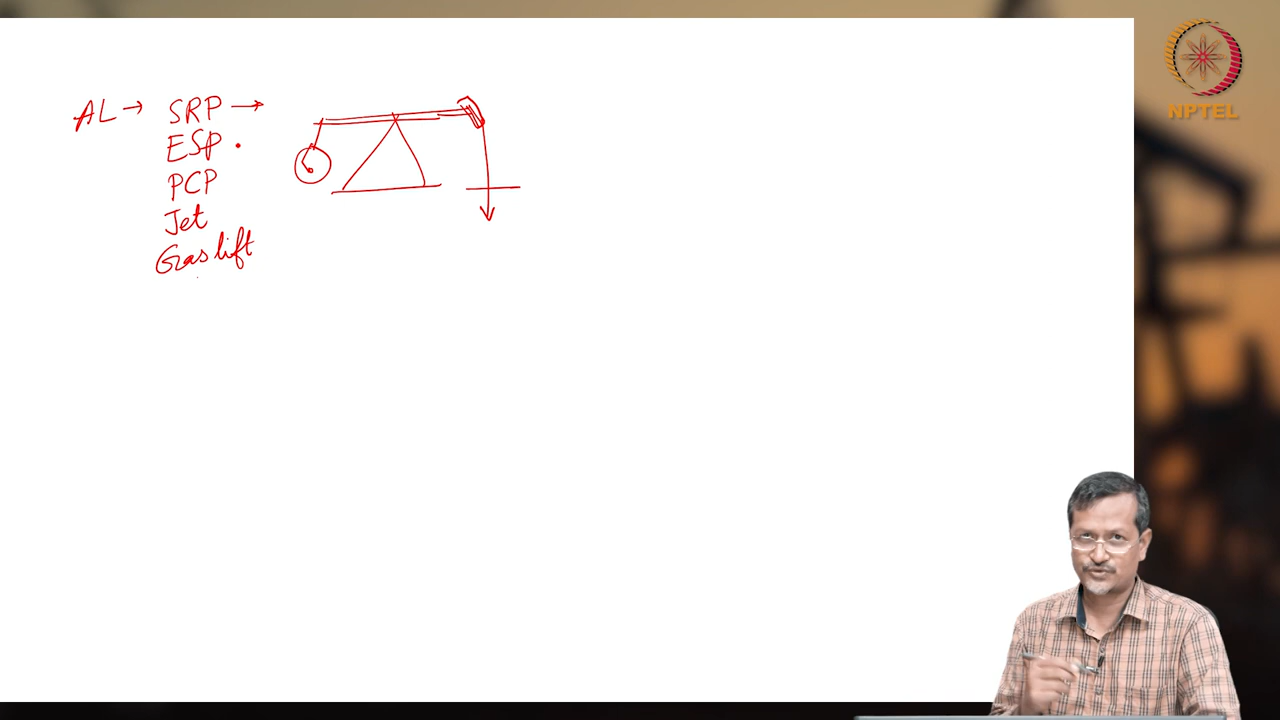 AL → SRP →
ESP .
PCP
Jet
Gas lift
NPTEL